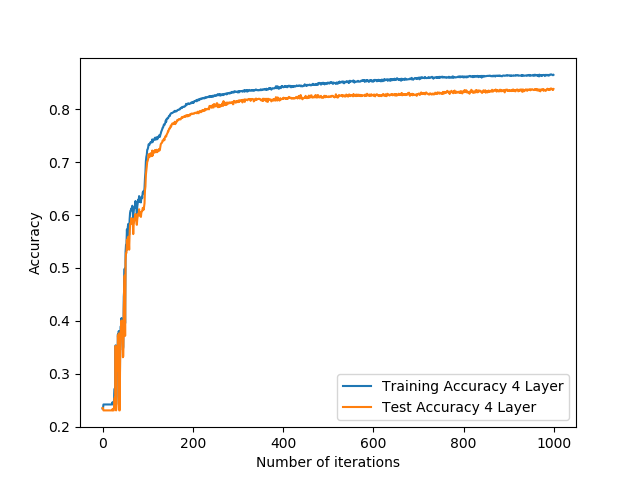 0.8
0.7
0.6
0.5
0.4
0.3
0.2
Accuracy
0 200 400 600 800 1000
Number of iterations
Training Accuracy 4 Layer
Test Accuracy 4 Layer